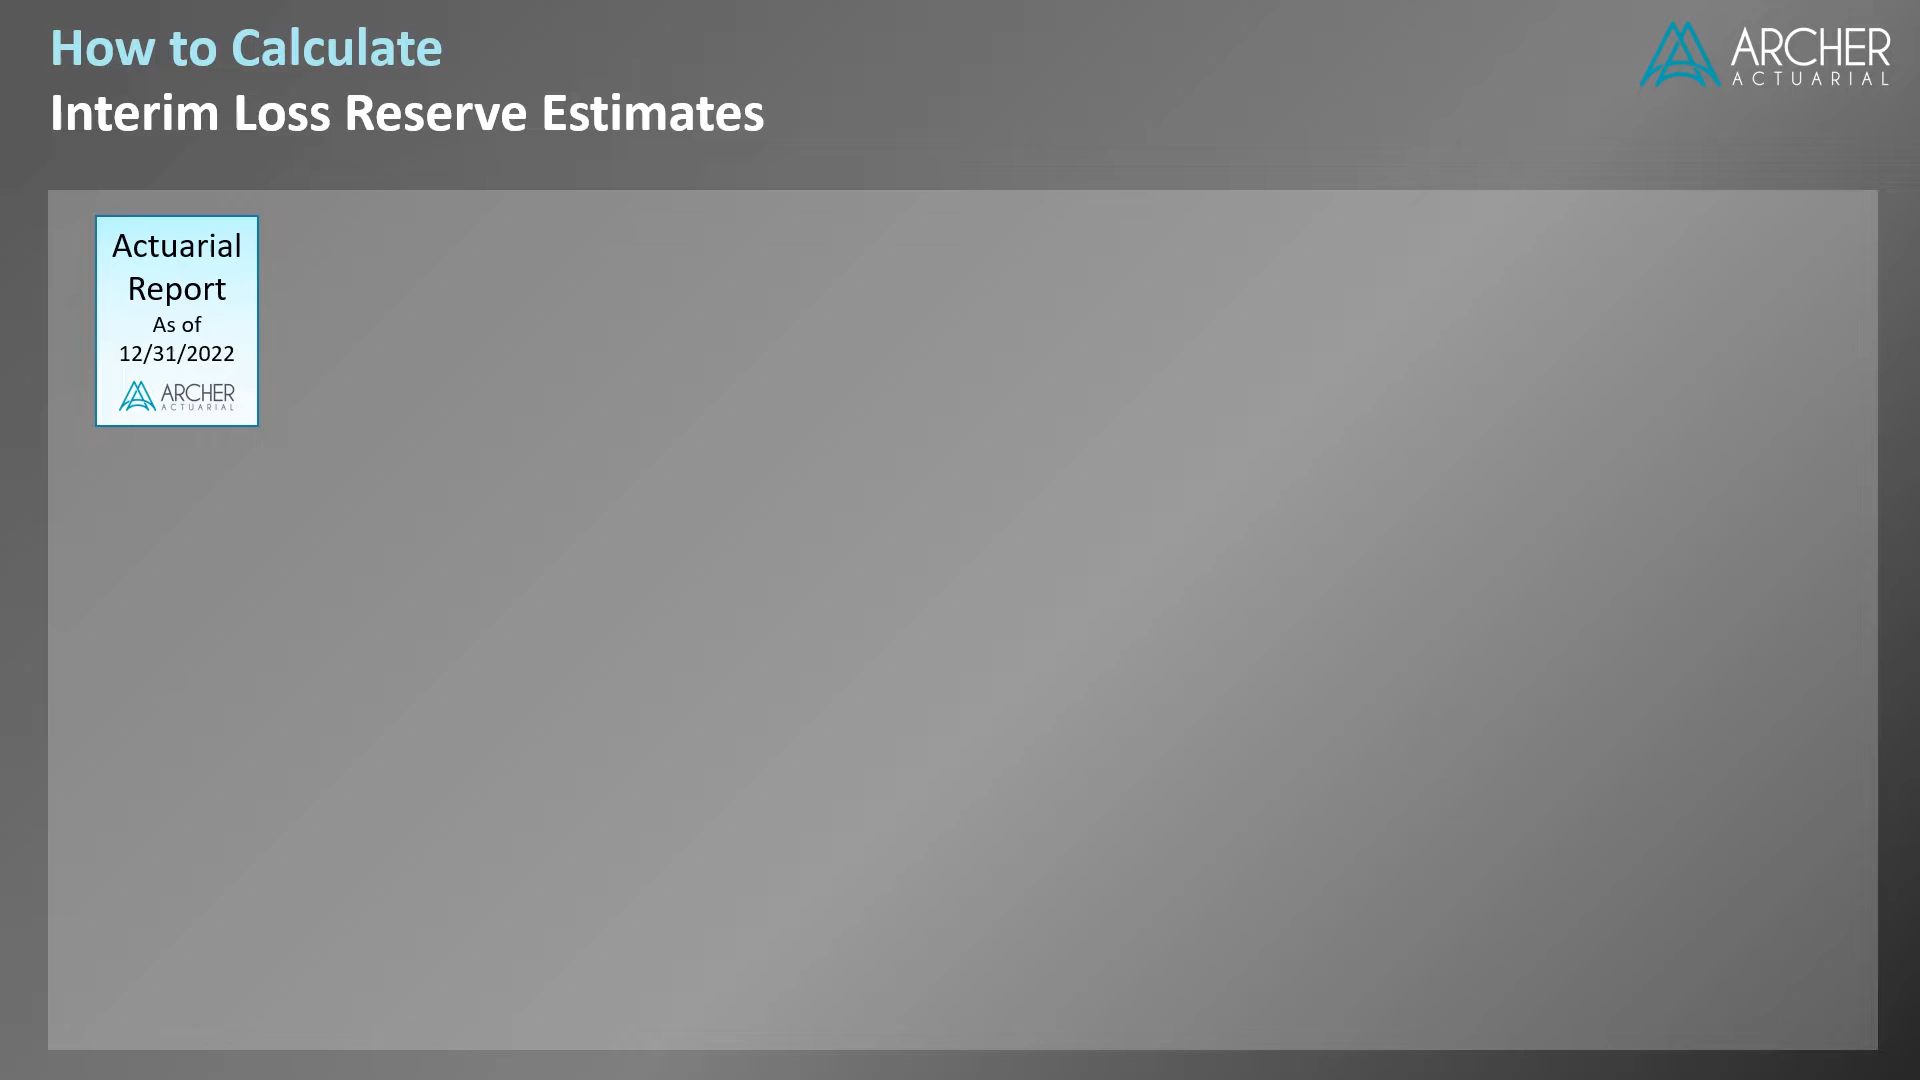 How to Calculate
Interim Loss Reserve Estimates
ARCHER
ACTUARIAL
Actuarial
Report
As of
12/31/2022
ARCHER
ACTUARIAL